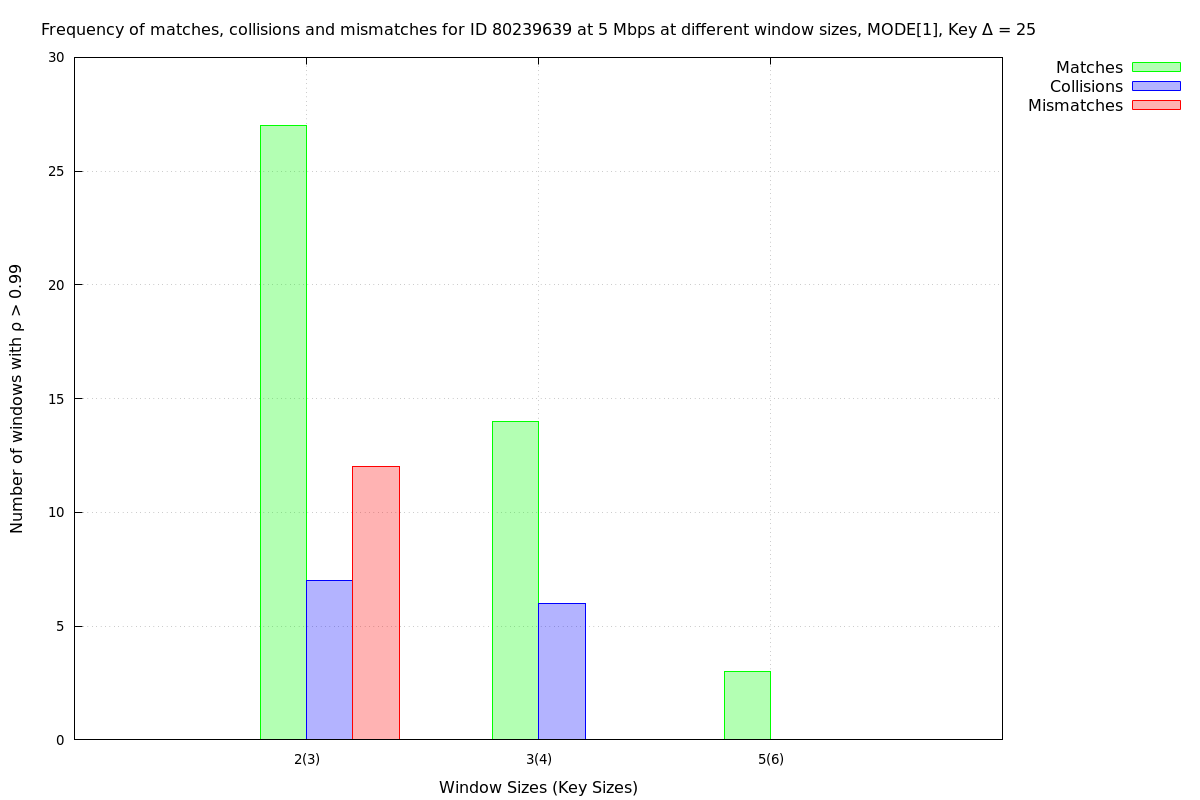 Frequency of matches, collisions and mismatches for ID 80239639 at 5 Mbps at different window sizes, MODE[1], Key Δ = 25
Matches
Collisions
Mismatches
Number of windows with ρ > 0.99
30
25
20
15
10
5
0
2(3)
3(4)
5(6)
Window Sizes (Key Sizes)